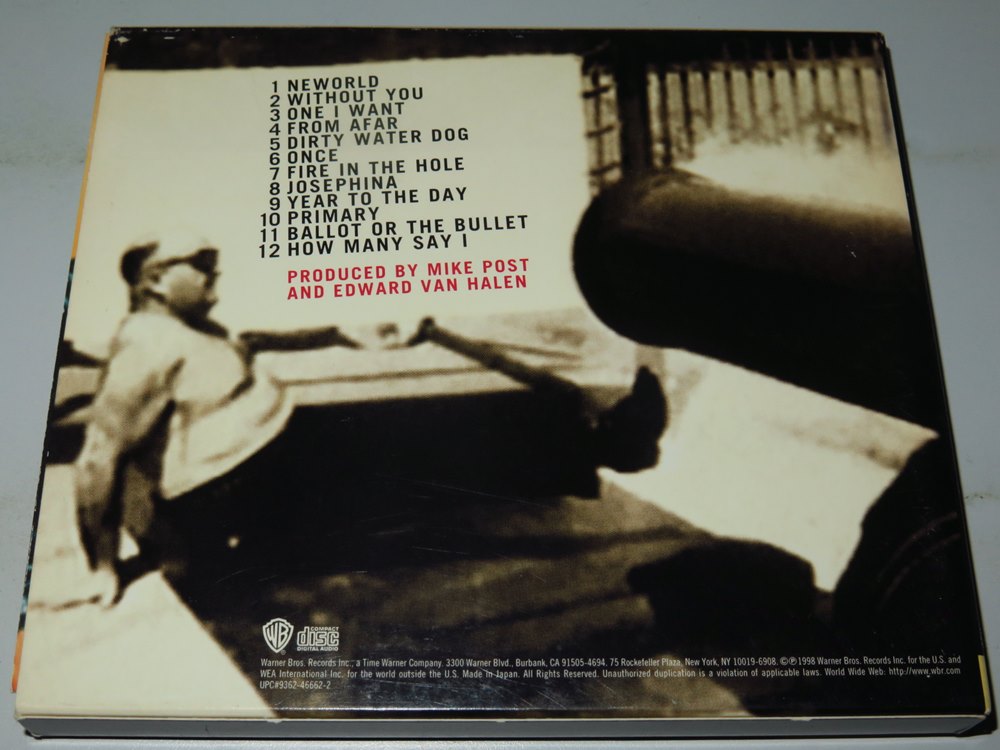 1 NEWORLD
2 WITHOUT YOU
3 ONE I WANT
4 FROM AFAR
5 DIRTY WATER DOG
6 ONCE
7 FIRE IN THE HOLE
8 JOSEPHINA
9 YEAR TO THE DAY
10 PRIMARY
11 BALLOT OR THE BULLET
12 HOW MANY SAY I
PRODUCED BY MIKE POST
AND EDWARD VAN HALEN
WB COMPACT
disc
DIGITAL AUDIO
Warner Bros. Records Inc., a Time Warner Company. 3300 Warner Blvd., Burbank, CA 91505-4694. 75 Rockefeller Plaza, New York, NY 10019-6908. ©℗1998 Warner Bros. Records Inc. for the U.S. and
WEA International Inc. for the world outside the U.S. Made in Japan. All Rights Reserved. Unauthorized duplication is a violation of applicable laws. World Wide Web: http://www.wbr.com
UPC#9362-46662-2